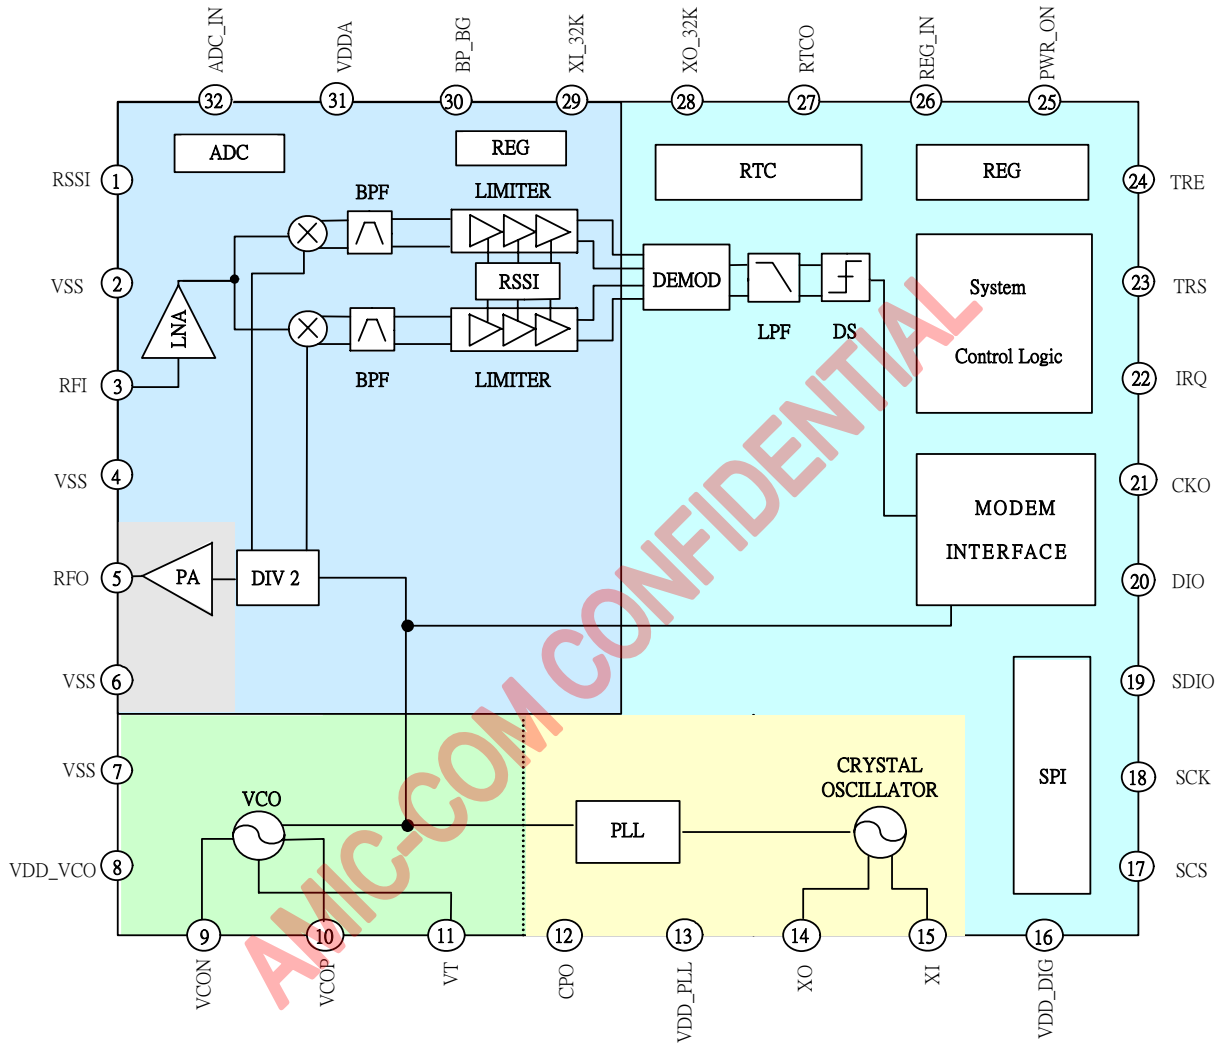 ADC_IN
VDDA
BP_BG
XI_32K
XO_32K
RTCO
REG_IN
PWR_ON
32
31
30
29
28
27
26
25
ADC
REG
RTC
REG
RSSI 1
24 TRE
BPF
LIMITER
VSS 2
RSSI
DEMOD
System
Control Logic
23 TRS
LNA
LPF
DS
RFI 3
BPF
LIMITER
22 IRQ
VSS 4
21 CKO
MODEM
INTERFACE
RFO 5
PA
DIV 2
20 DIO
VSS 6
19 SDIO
VSS 7
CRYSTAL
OSCILLATOR
SPI
18 SCK
VCO
PLL
VDD_VCO 8
17 SCS
9
10
11
12
13
14
15
16
VCON
VCOP
VT
CPO
VDD_PLL
XO
XI
VDD_DIG
AMIC-COM CONFIDENTIAL